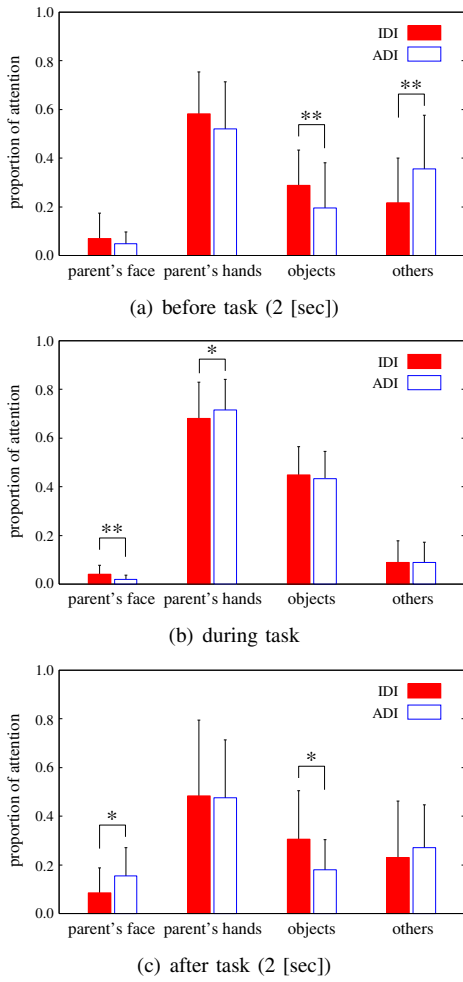 1.0
IDI
ADI
0.8
**
**
0.6
0.4
0.2
0.0
proportion of attention
parent's face parent's hands objects others
(a) before task (2 [sec])
1.0
*
IDI
ADI
0.8
0.6
0.4
**
0.2
0.0
proportion of attention
parent's face parent's hands objects others
(b) during task
1.0
IDI
ADI
0.8
*
0.6
0.4
*
0.2
0.0
proportion of attention
parent's face parent's hands objects others
(c) after task (2 [sec])